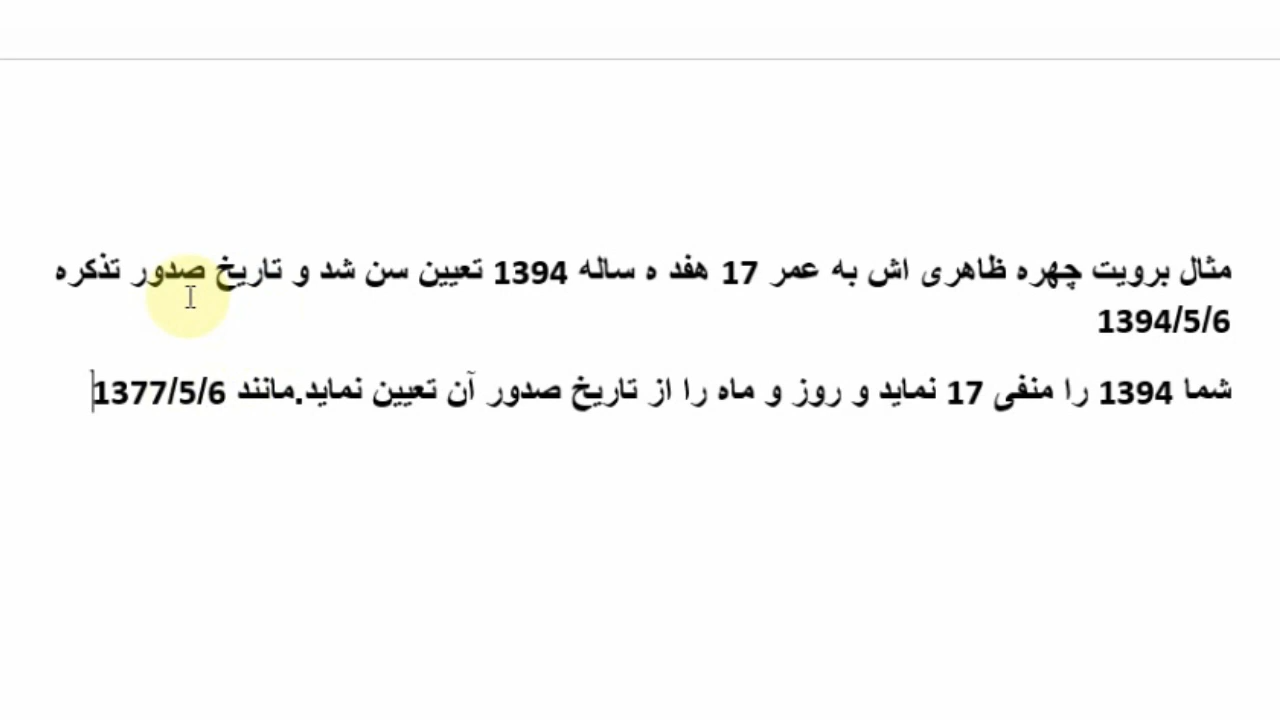 مثال برویت چهره ظاهری اش به عمر 17 هفد ه ساله 1394 تعیین سن شد و تاریخ صدور تذکره
1394/5/6
شما 1394 را منفی 17 نماید و روز و ماه را از تاریخ صدور آن تعیین نماید.مانند 1377/5/6